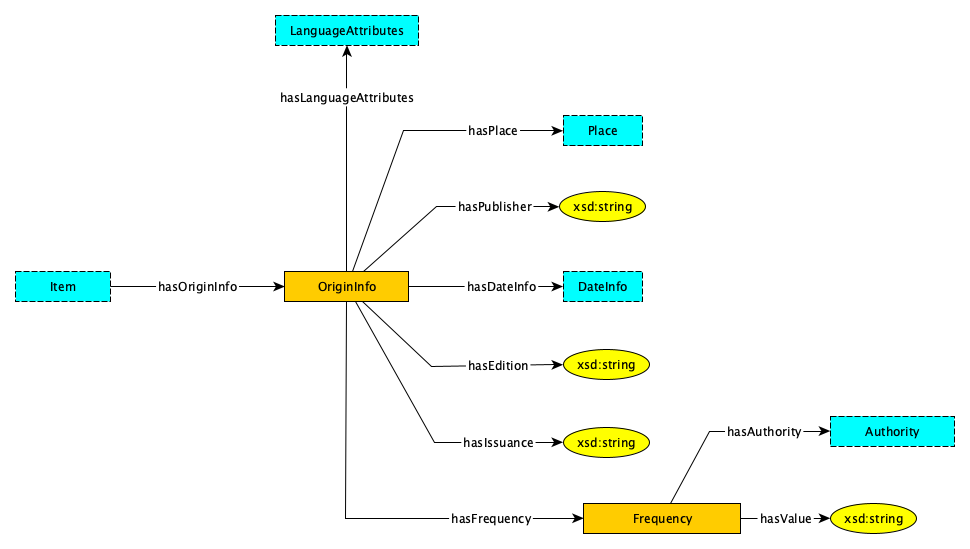 LanguageAttributes
hasLanguageAttributes
hasPlace
Place
hasPublisher
xsd:string
Item
hasOriginInfo
OriginInfo
hasDateInfo
DateInfo
hasEdition
xsd:string
hasIssuance
xsd:string
hasAuthority
Authority
hasFrequency
Frequency
hasValue
xsd:string